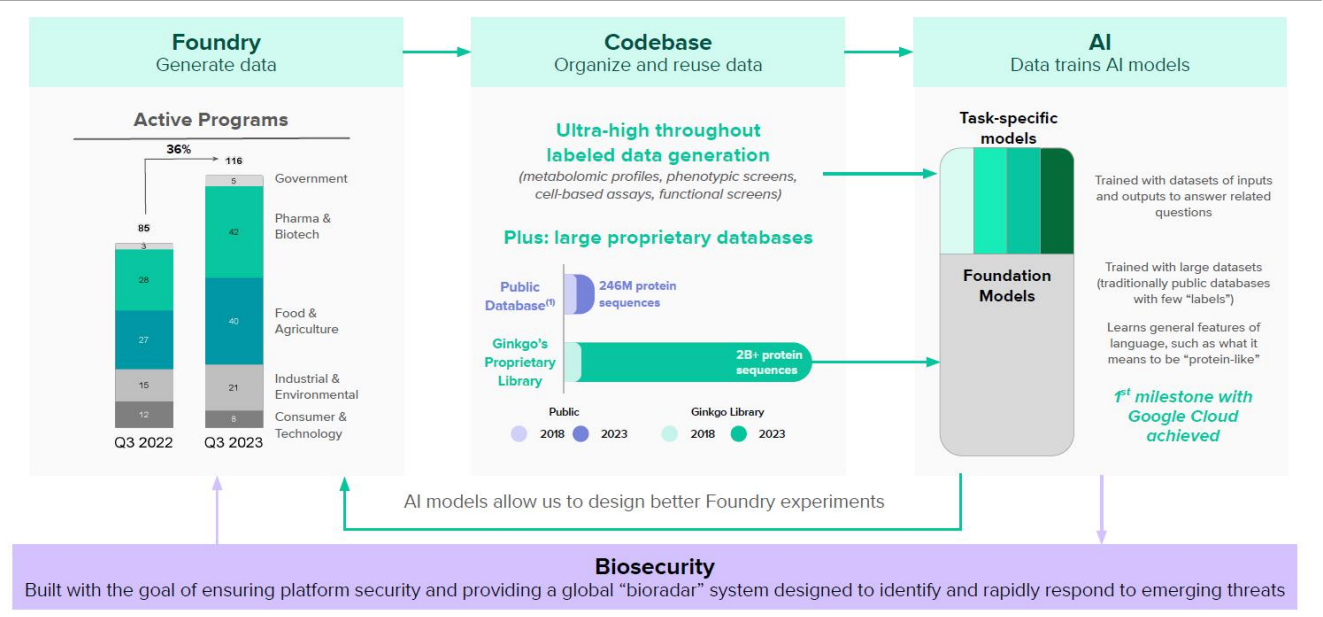 Foundry
Generate data
Codebase
Organize and reuse data
AI
Data trains AI models
Active Programs
36%
116
85
5
42
40
21
8
3
28
27
15
12
Government
Pharma &
Biotech
Food &
Agriculture
Industrial &
Environmental
Consumer &
Technology
Q3 2022
Q3 2023
Ultra-high throughout
labeled data generation
(metabolomic profiles, phenotypic screens,
cell-based assays, functional screens)
Plus: large proprietary databases
Public
Database(1)
246M protein
sequences
Ginkgo's
Proprietary
Library
2B+ protein
sequences
Public
2018
2023
Ginkgo Library
2018
2023
Task-specific
models
Foundation
Models
Trained with datasets of inputs
and outputs to answer related
questions
Trained with large datasets
(traditionally public databases
with few “labels”)
Learns general features of
language, such as what it
means to be “protein-like”
1st milestone with
Google Cloud
achieved
AI models allow us to design better Foundry experiments
Biosecurity
Built with the goal of ensuring platform security and providing a global “bioradar” system designed to identify and rapidly respond to emerging threats